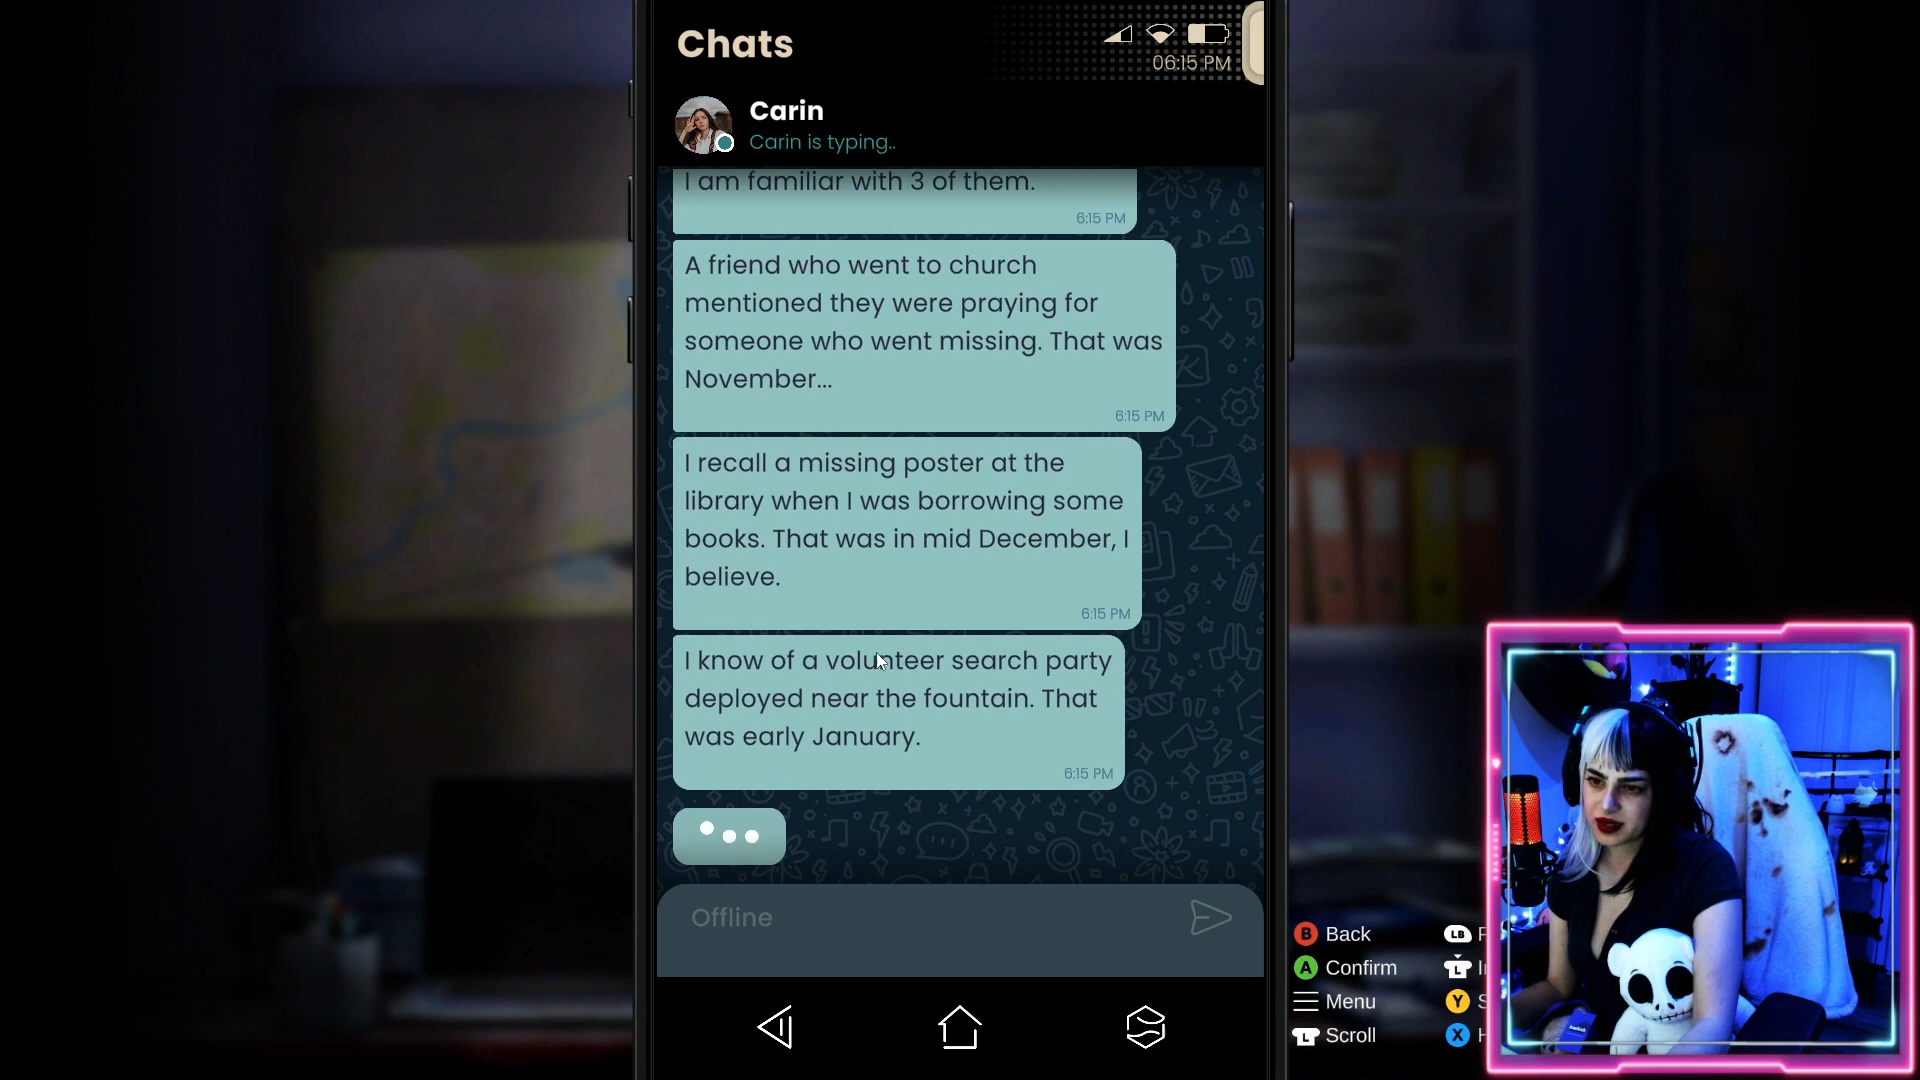 Chats
06:15 PM
Carin
Carin is typing..
I am familiar with 3 of them.
6:15 PM
A friend who went to church
mentioned they were praying for
someone who went missing. That was
November...
6:15 PM
I recall a missing poster at the
library when I was borrowing some
books. That was in mid December, I
believe.
6:15 PM
I know of a volunteer search party
deployed near the fountain. That
was early January.
6:15 PM
Offline
B Back
LB
A Confirm
L
Menu
Y
L Scroll
X